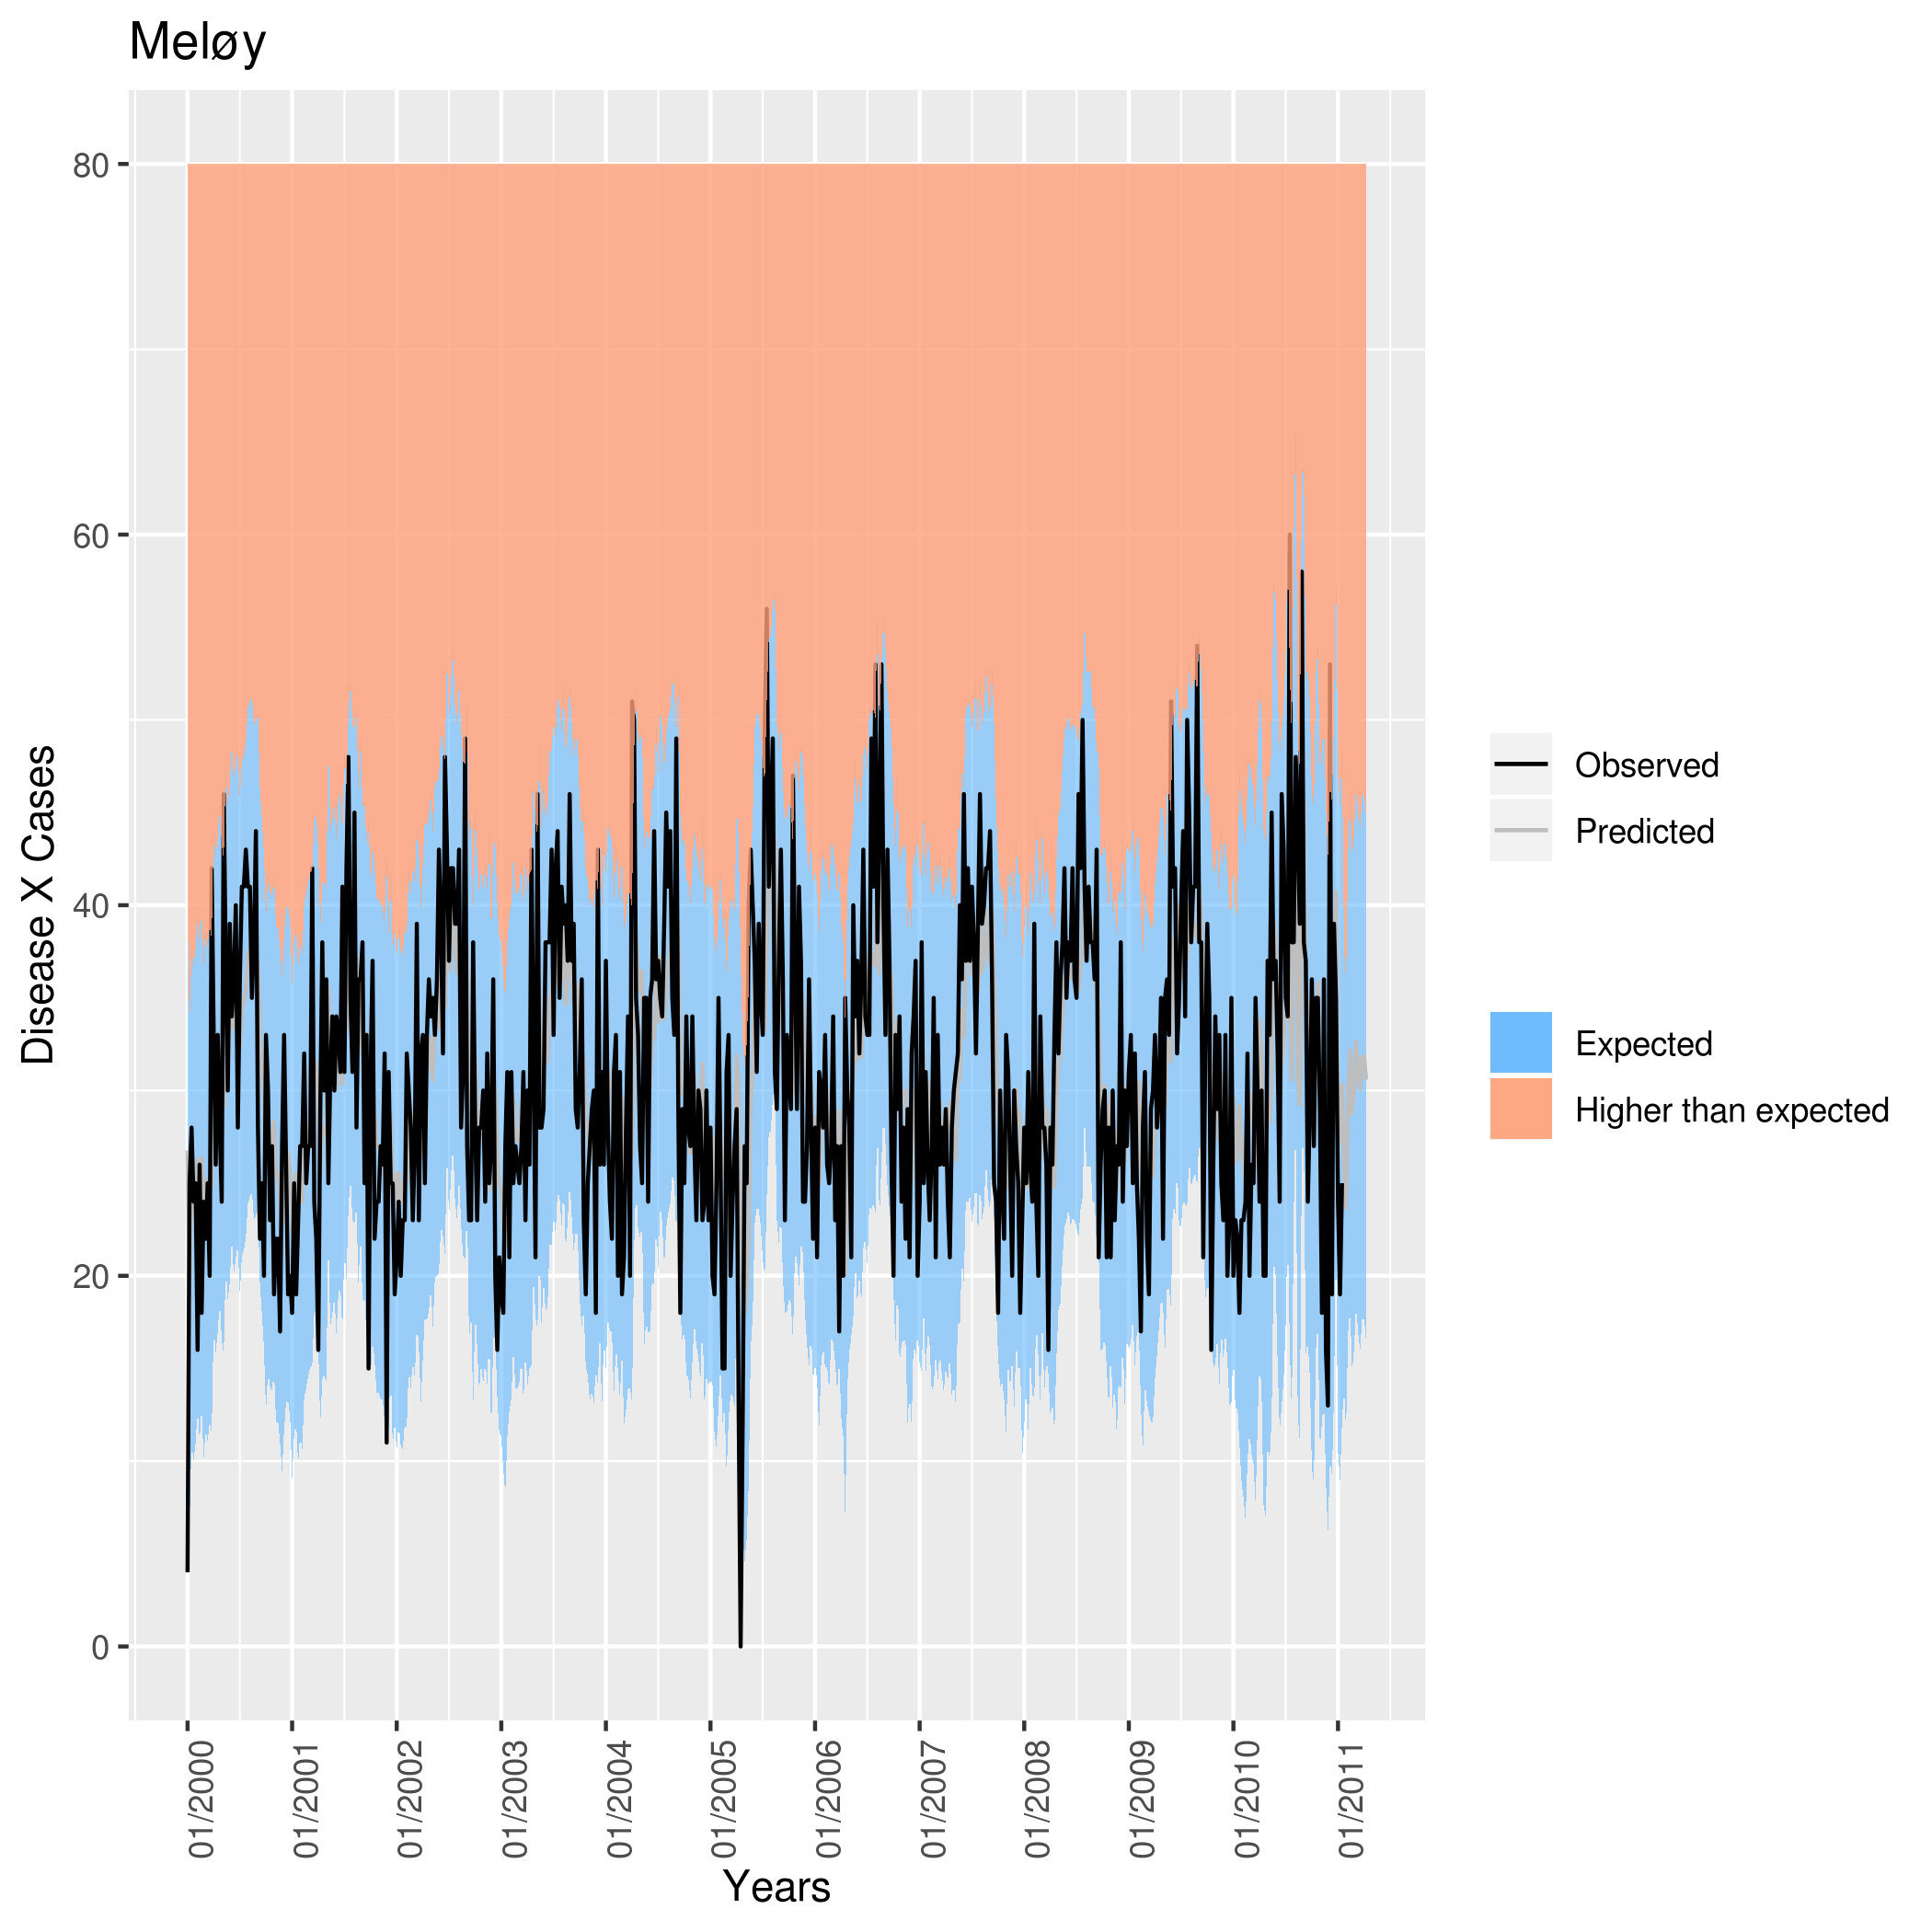 Meløy
Disease X Cases
80
60
40
20
0
01/2000
01/2001
01/2002
01/2003
01/2004
01/2005
01/2006
01/2007
01/2008
01/2009
01/2010
01/2011
Years
Observed
Predicted
Expected
Higher than expected